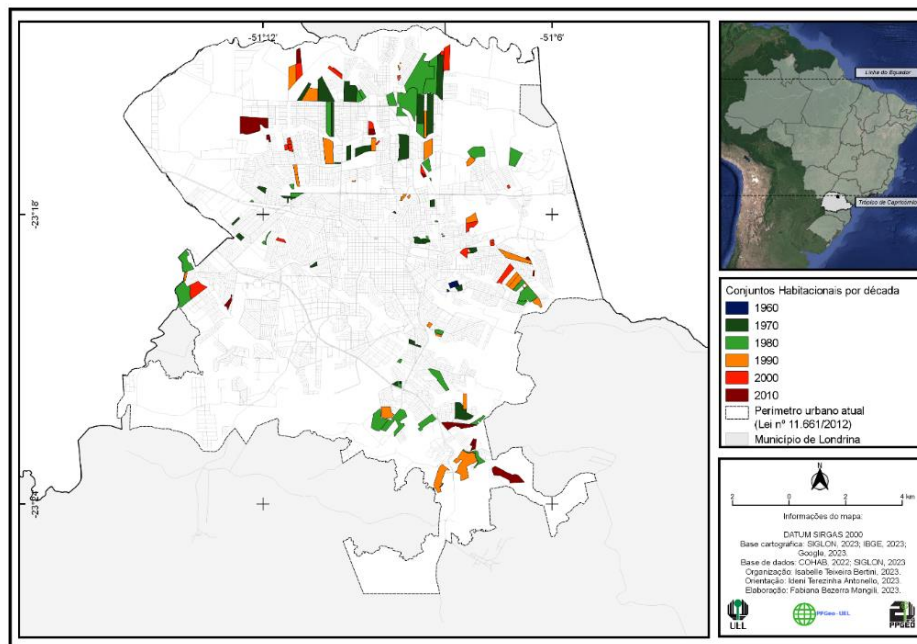 -51°12'
-51°6'
-23°18'
-23°24'
Linha do Equador
Trópico de Capricórnio
Conjuntos Habitacionais por década
1960
1970
1980
1990
2000
2010
Perímetro urbano atual
(Lei nº 11.661/2012)
Município de Londrina
N
2 0 2 4 km
Informações do mapa:
DATUM SIRGAS 2000
Base cartográfica: SIGLON, 2023; IBGE, 2023;
Google, 2023.
Base de dados: COHAB, 2022; SIGLON, 2023
Organização: Isabelle Teixeira Bertini, 2023.
Orientação: Ideni Terezinha Antonello, 2023.
Elaboração: Fabiana Bezerra Mangili, 2023.
UEL
PPGeo - UEL
PPGEO